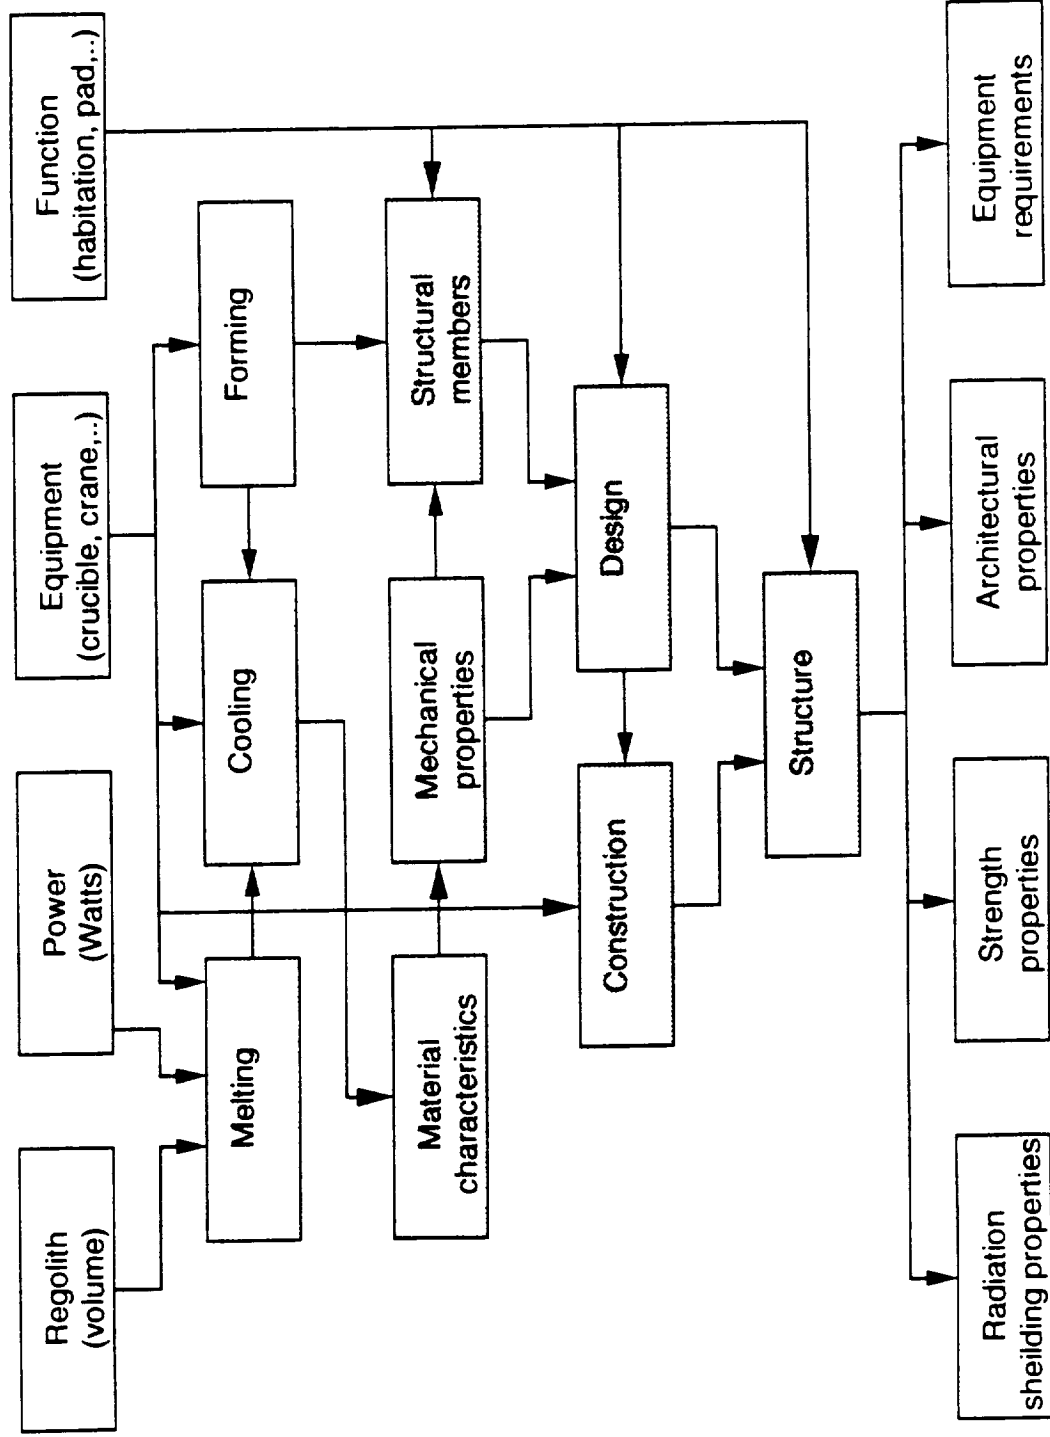 Regolith
(volume)
Power
(Watts)
Equipment
(crucible, crane,..)
Function
(habitation, pad,..)
Melting
Cooling
Forming
Material
characteristics
Mechanical
properties
Structural
members
Construction
Design
Structure
Radiation
sheilding properties
Strength
properties
Architectural
properties
Equipment
requirements